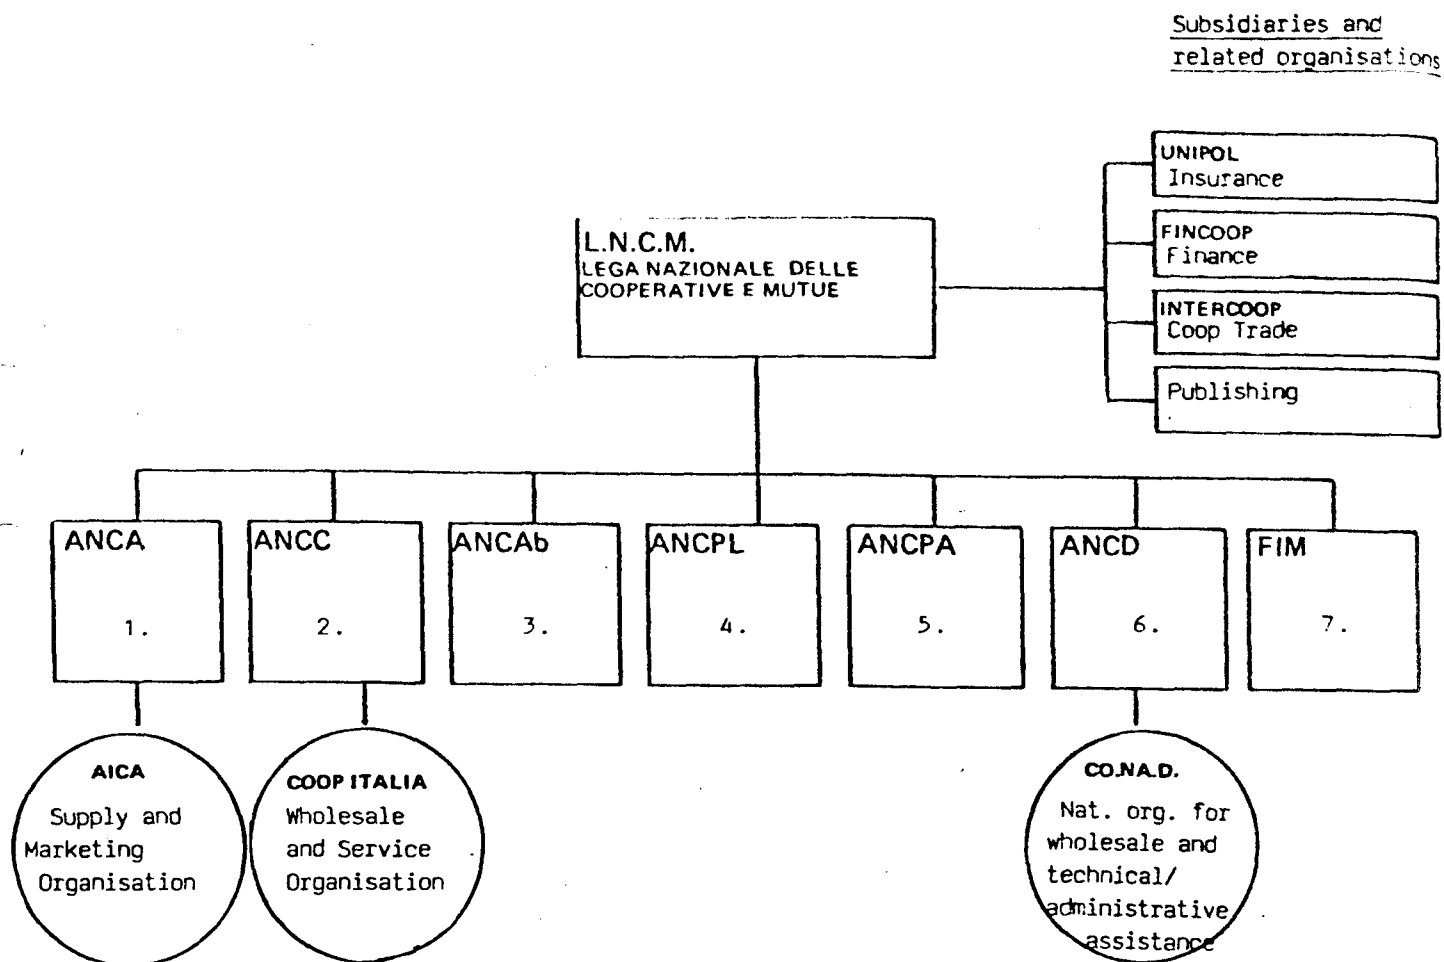 Subsidiaries and
related organisations
UNIPOL
Insurance
FINCOOP
Finance
INTERCOOP
Coop Trade
Publishing
L.N.C.M.
LEGA NAZIONALE DELLE
COOPERATIVE E MUTUE
ANCA
1.
ANCC
2.
ANCAb
3.
ANCPL
4.
ANCPA
5.
ANCD
6.
FIM
7.
AICA
Supply and
Marketing
Organisation
COOP ITALIA
Wholesale
and Service
Organisation
CO.NA.D.
Nat. org. for
wholesale and
technical/
administrative
assistance